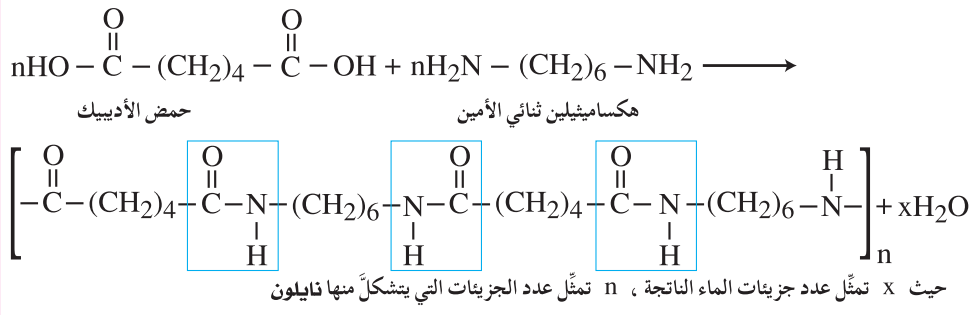 O O
nHO – C – (CH₂)₄ – C – OH + nH₂N – (CH₂)₆ – NH₂ ⟶
حمض الأديبيك هكساميثيلين ثنائي الأمين
O O O O H
[–C–(CH₂)₄–C–N–(CH₂)₆–N–C–(CH₂)₄–C–N–(CH₂)₆–N–]n + xH₂O
H H H
حيث x تمثِّل عدد جزيئات الماء الناتجة ، n تمثِّل عدد الجزيئات التي يتشكلَّ منها نايلون